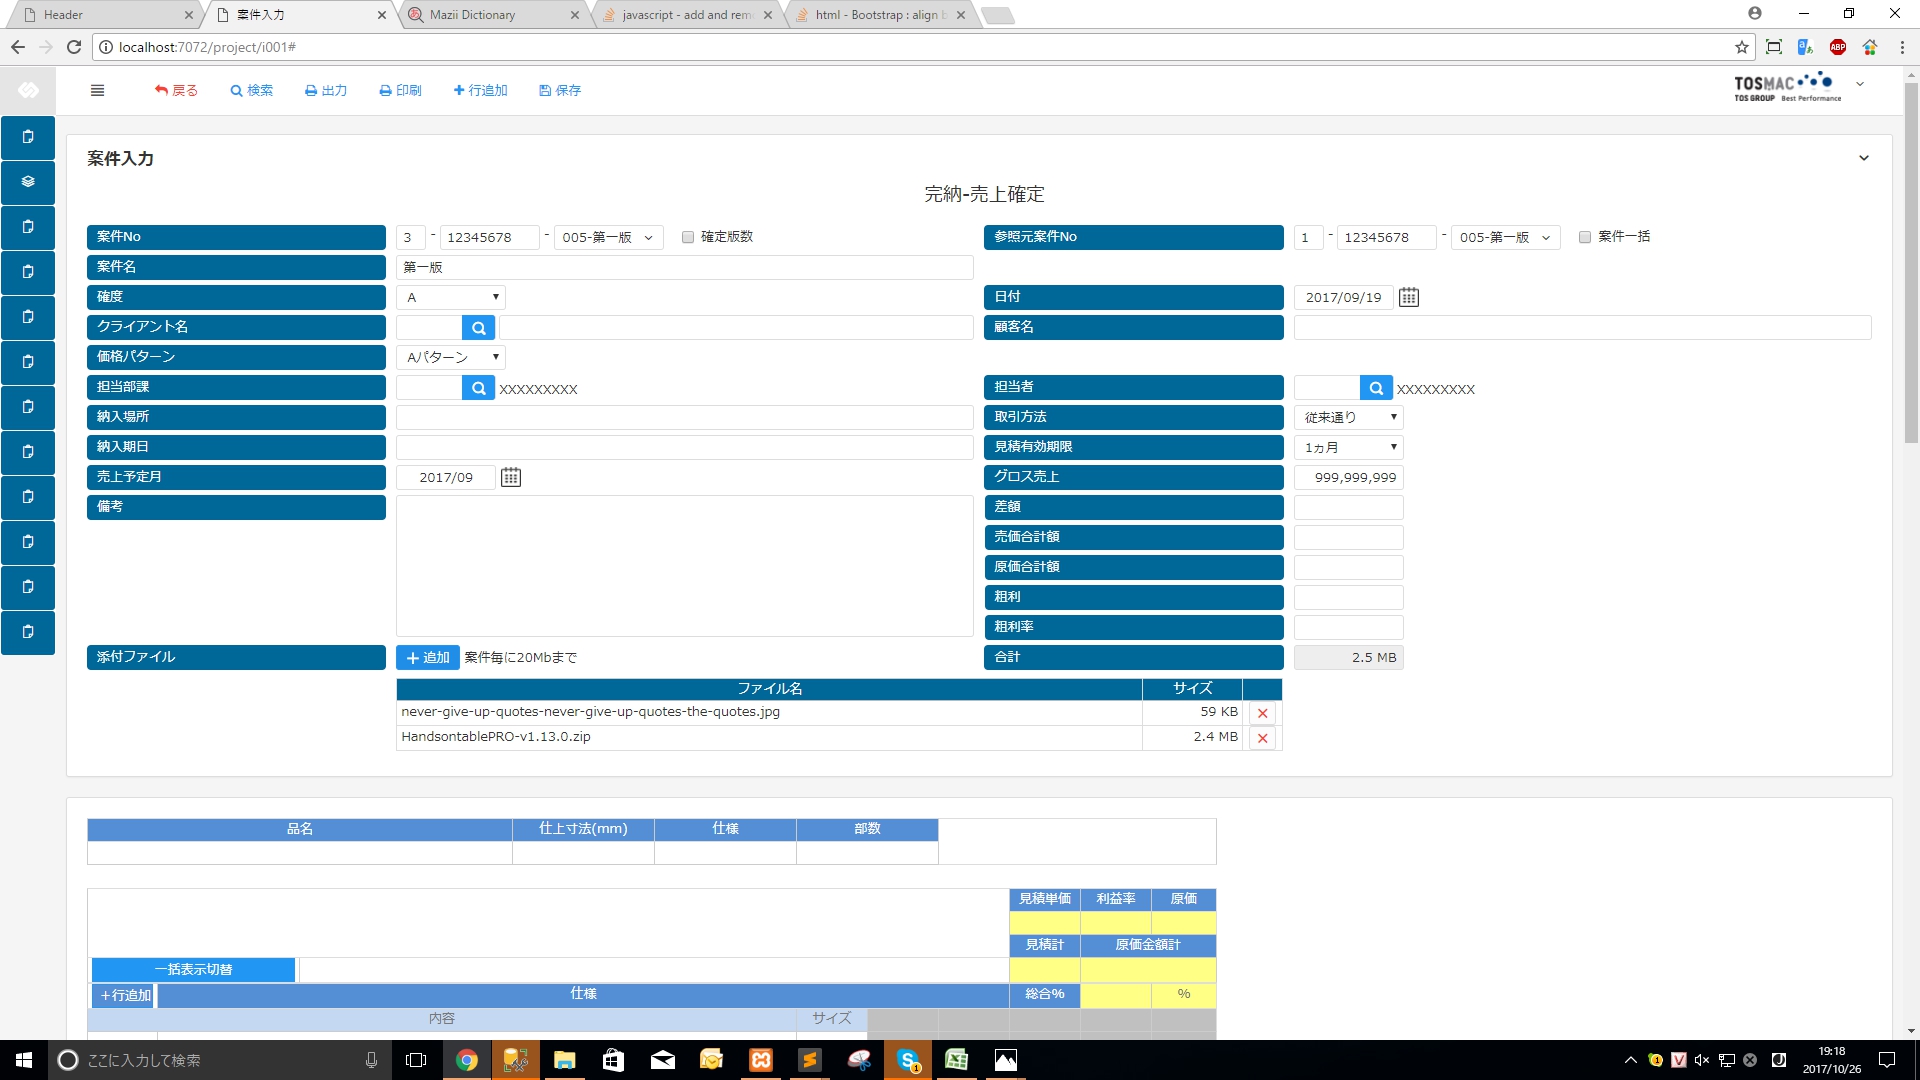 Header
案件入力
Mazii Dictionary
javascript - add and rem
html - Bootstrap : align b
localhost:7072/project/i001#
戻る
検索
出力
印刷
行追加
保存
TOSMAC
TOS GROUP Best Performance
案件入力
完納-売上確定
案件No 3 - 12345678 - 005-第一版 確定版数 参照元案件No 1 - 12345678 - 005-第一版 案件一括
案件名 第一版
確度 A 日付 2017/09/19
クライアント名 顧客名
価格パターン Aパターン
担当部課 XXXXXXXXX 担当者 XXXXXXXXX
納入場所 取引方法 従来通り
納入期日 見積有効期限 1ヵ月
売上予定月 2017/09 グロス売上 999,999,999
備考 差額
売価合計額
原価合計額
粗利
粗利率
添付ファイル +追加 案件毎に20Mbまで 合計 2.5 MB
ファイル名 サイズ
never-give-up-quotes-never-give-up-quotes-the-quotes.jpg 59 KB
HandsontablePRO-v1.13.0.zip 2.4 MB
品名 仕上寸法(mm) 仕様 部数
見積単価 利益率 原価
見積計 原価金額計
一括表示切替
+行追加 仕様 総合% %
内容 サイズ
ここに入力して検索
19:18
2017/10/26